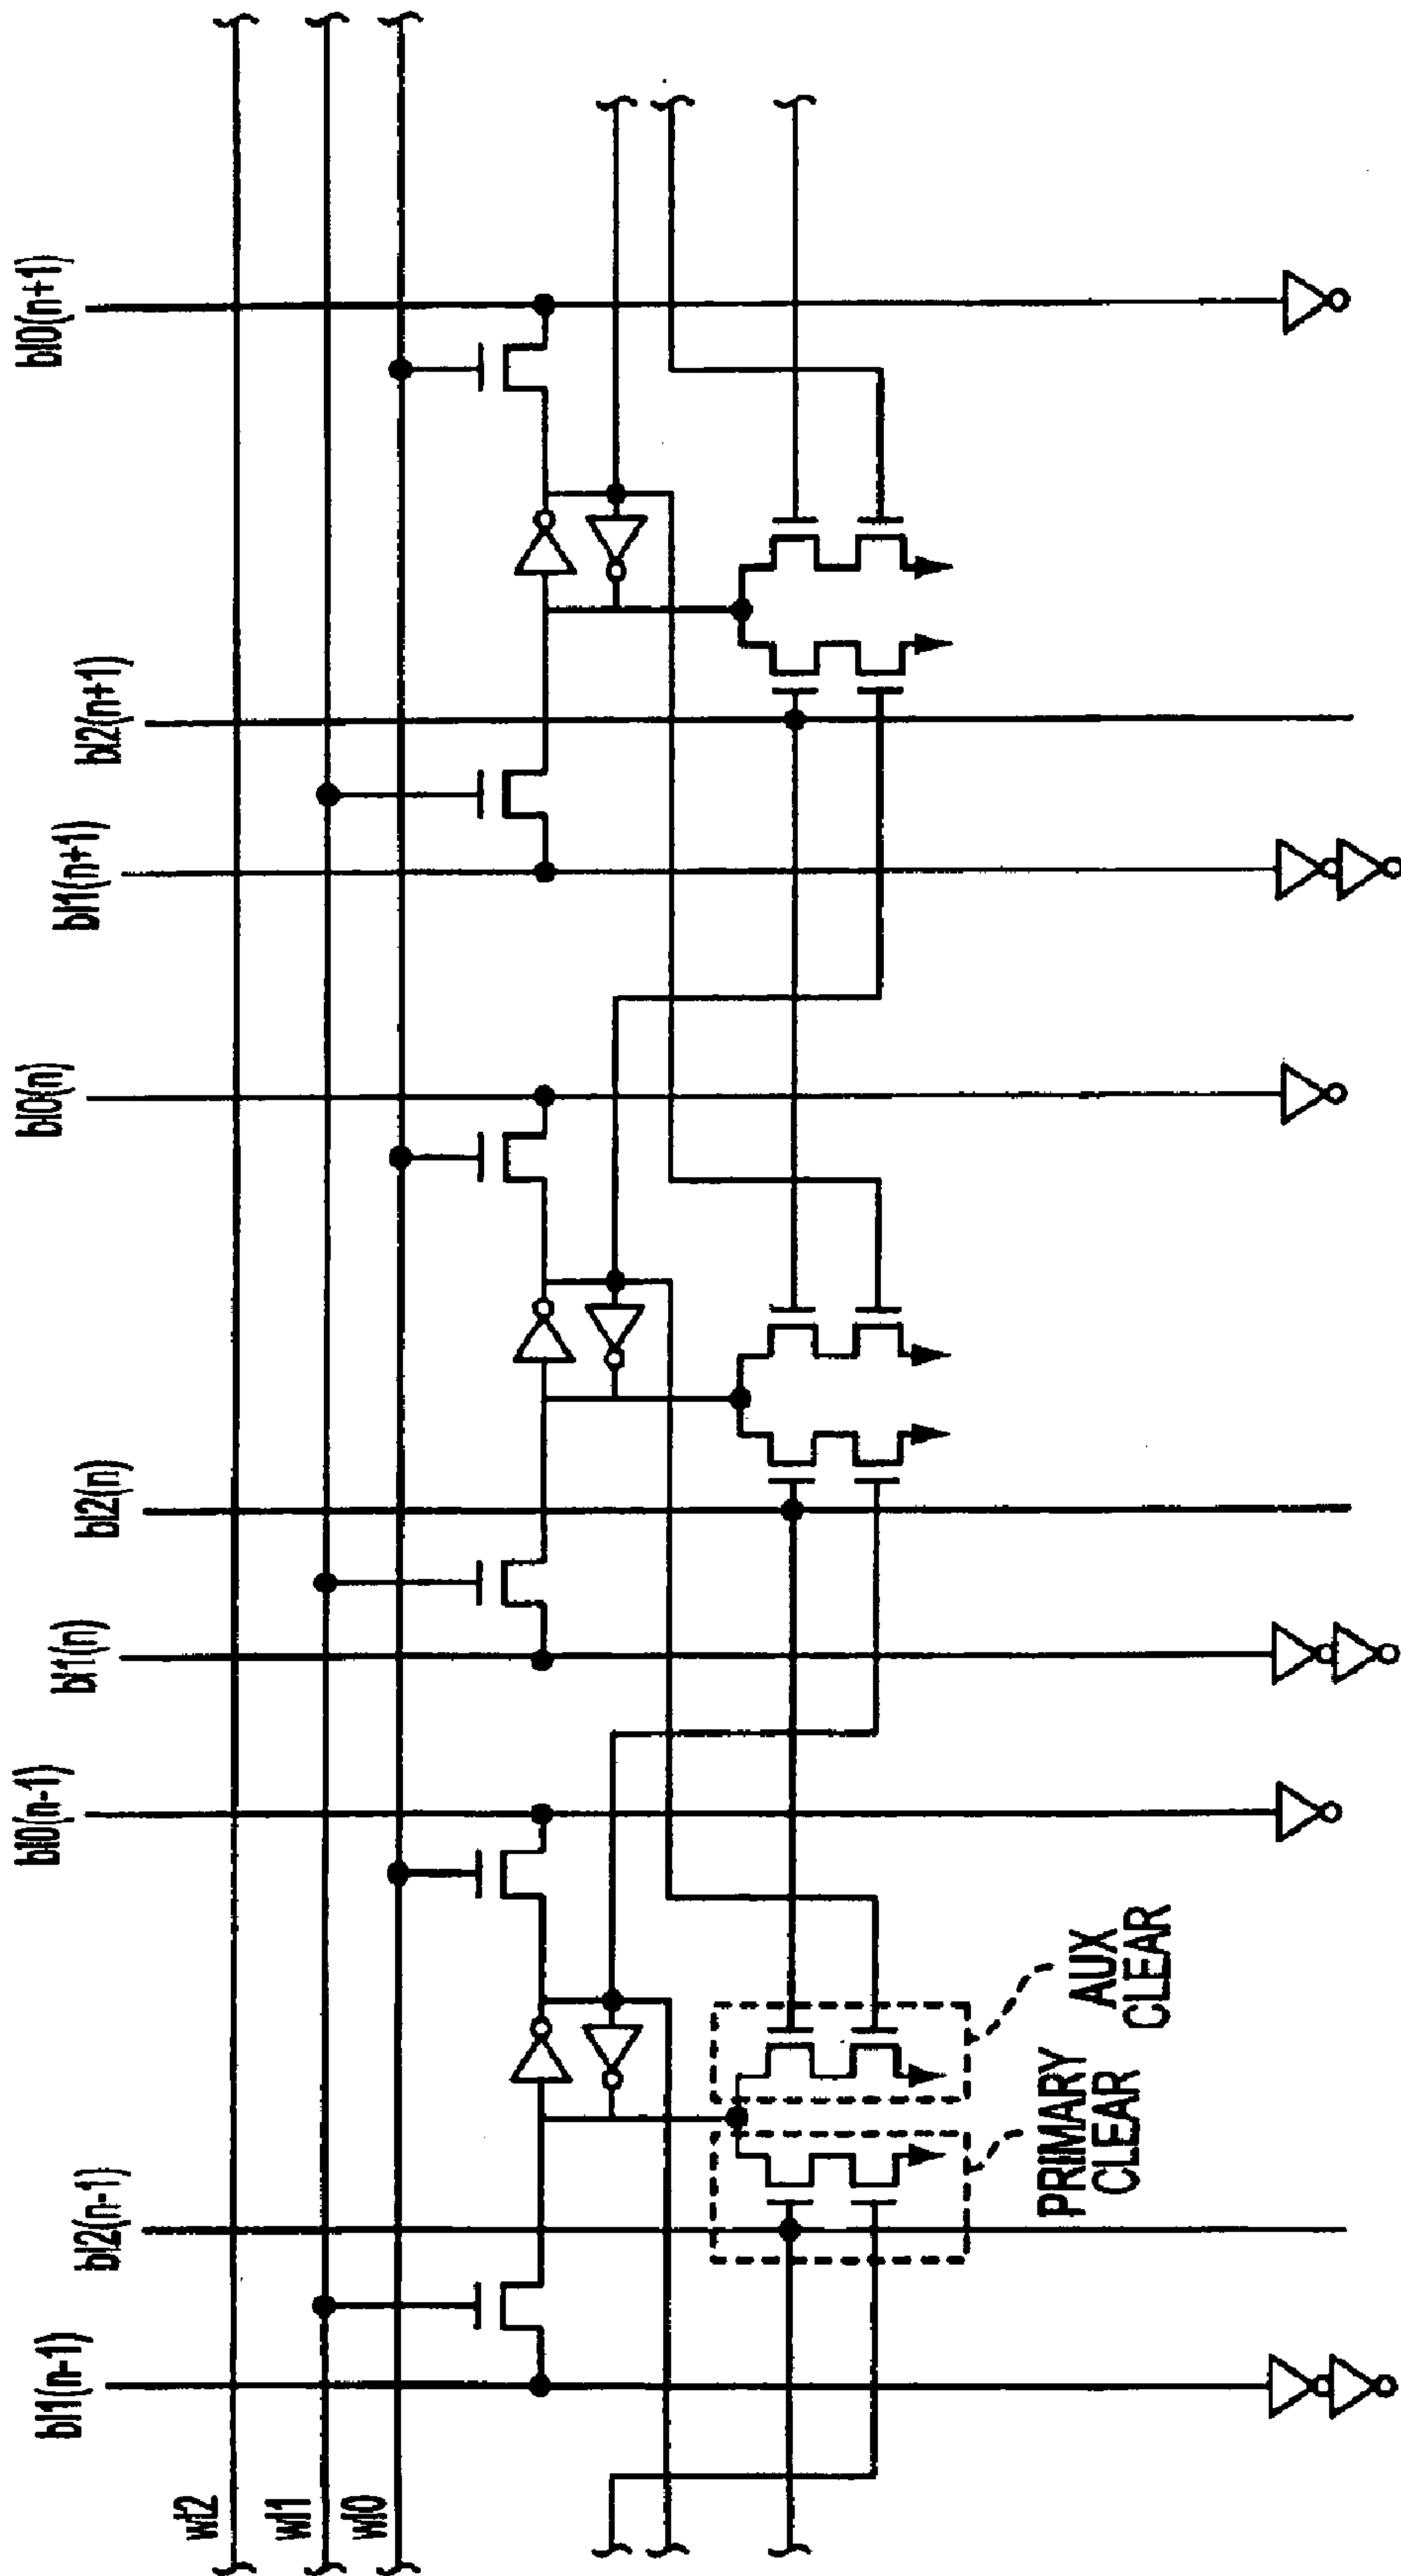 bl0(n+1)
bl2(n+1)
bl1(n+1)
bl0(n)
bl2(n)
bl1(n)
bl0(n-1)
bl2(n-1)
bl1(n-1)
wl2
wl1
wl0
AUX
CLEAR
PRIMARY
CLEAR